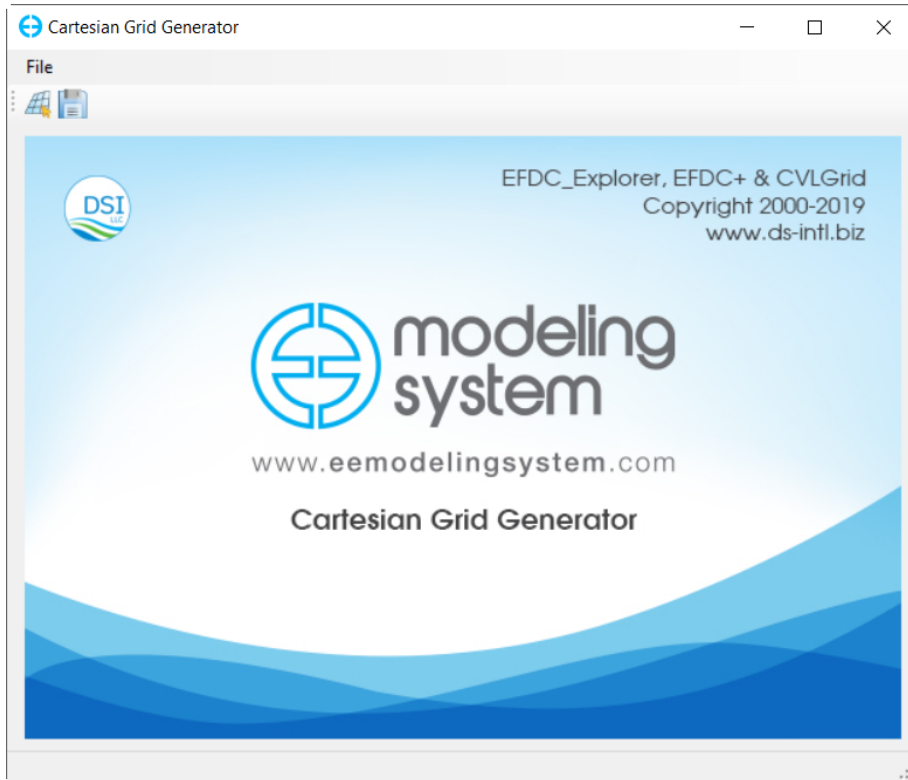 Cartesian Grid Generator
File
DSI
LLC
EFDC_Explorer, EFDC+ & CVLGrid
Copyright 2000-2019
www.ds-intl.biz
modeling
system
www.eemodelingsystem.com
Cartesian Grid Generator